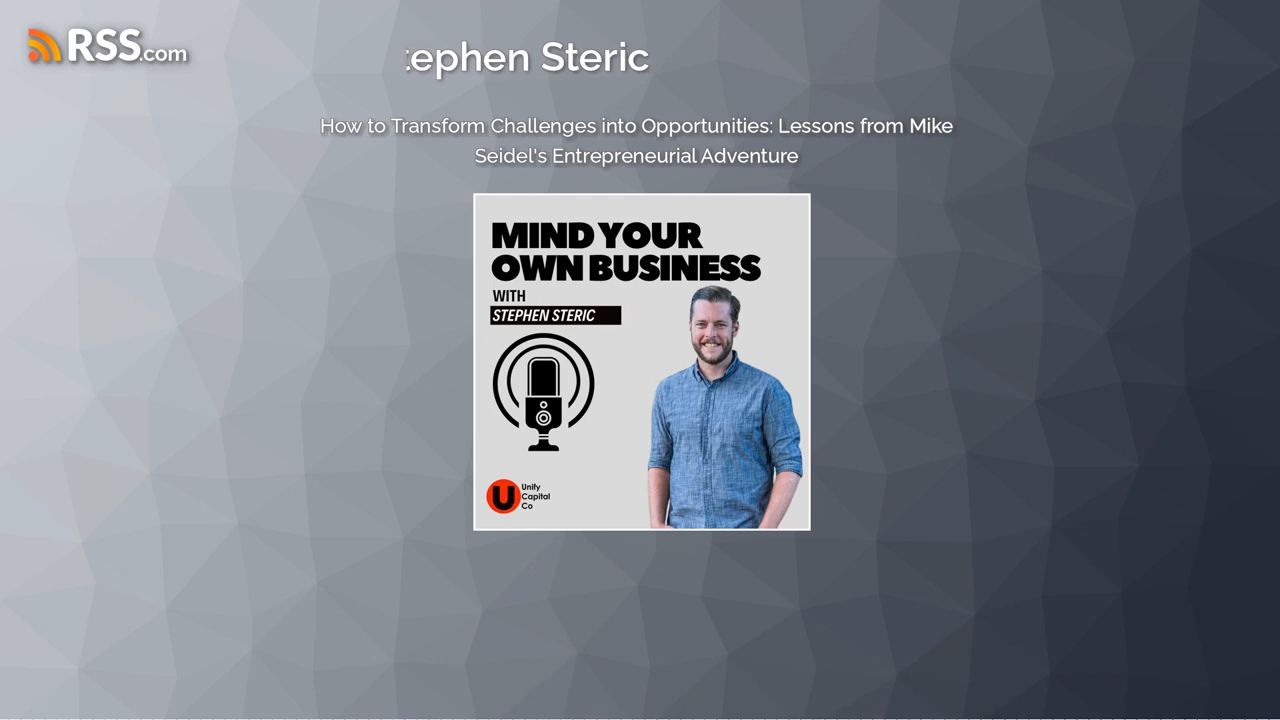 RSS.com
tephen Steric
How to Transform Challenges into Opportunities: Lessons from Mike
Seidel's Entrepreneurial Adventure
MIND YOUR
OWN BUSINESS
WITH
STEPHEN STERIC
U
Unify
Capital
Co